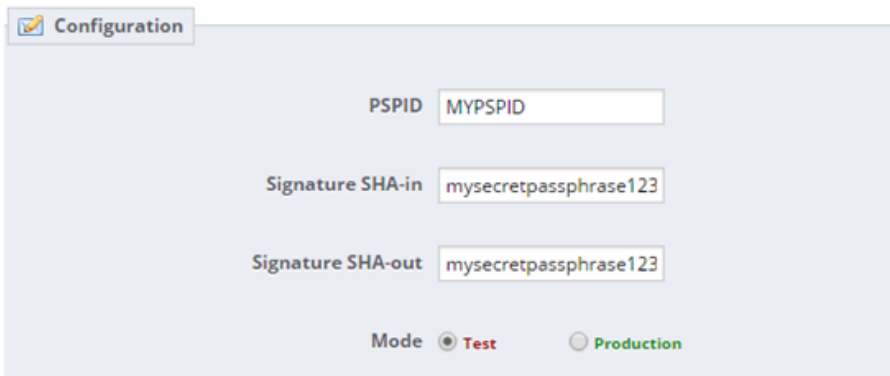 Configuration
PSPID MYPSPID
Signature SHA-in mysecretpassphrase123
Signature SHA-out mysecretpassphrase123
Mode Test Production